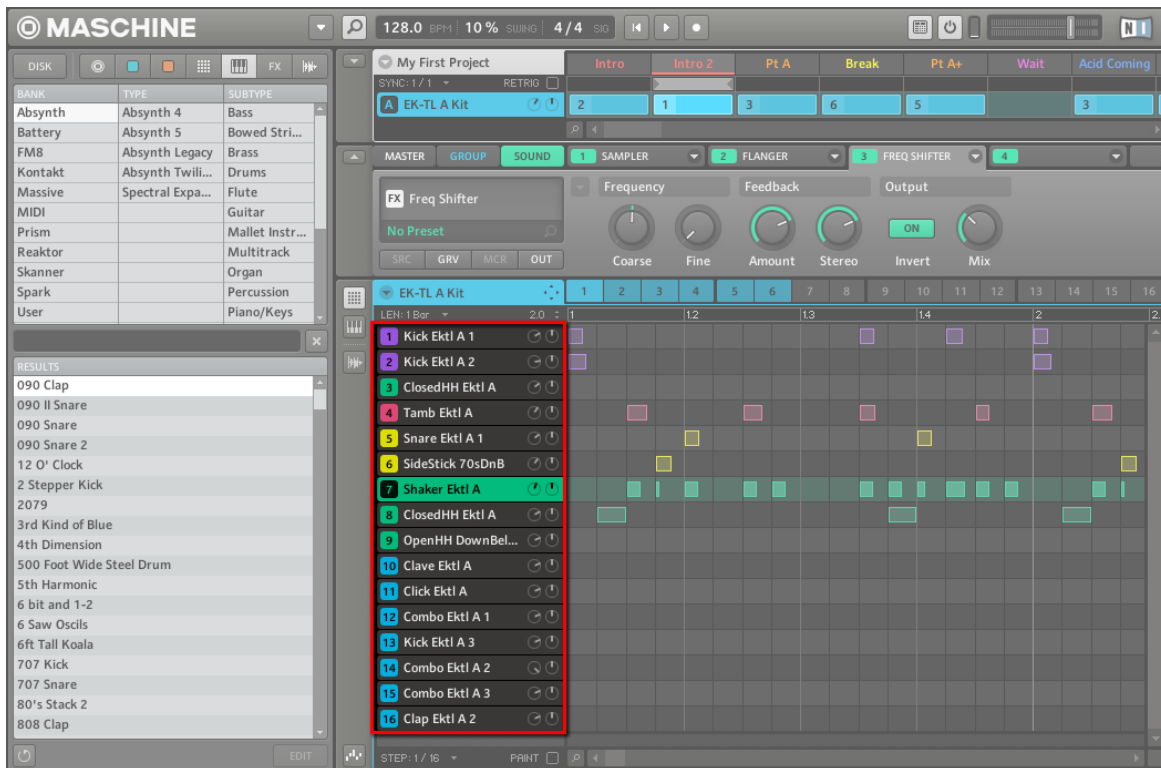 MASCHINE
128.0 BPM 10 % SWING 4 / 4 SIG
DISK FX
BANK TYPE SUBTYPE
Absynth Absynth 4 Bass
Battery Absynth 5 Bowed Stri...
FM8 Absynth Legacy Brass
Kontakt Absynth Twili... Drums
Massive Spectral Expa... Flute
MIDI Guitar
Prism Mallet Instr...
Reaktor Multitrack
Skanner Organ
Spark Percussion
User Piano/Keys
RESULTS
090 Clap
090 II Snare
090 Snare
090 Snare 2
12 O' Clock
2 Stepper Kick
2079
3rd Kind of Blue
4th Dimension
500 Foot Wide Steel Drum
5th Harmonic
6 bit and 1-2
6 Saw Oscils
6ft Tall Koala
707 Kick
707 Snare
80's Stack 2
808 Clap
EDIT
My First Project Intro Intro 2 Pt A Break Pt A+ Wait Acid Coming
SYNC: 1 / 1 RETRIG
A EK-TL A Kit 2 1 3 6 5 3
MASTER GROUP SOUND 1 SAMPLER 2 FLANGER 3 FREQ SHIFTER 4
FX Freq Shifter
No Preset
SRC GRV MCR OUT
Frequency Feedback Output
ON
Coarse Fine Amount Stereo Invert Mix
EK-TL A Kit 1 2 3 4 5 6 7 8 9 10 11 12 13 14 15 16
LEN: 1 Bar 2.0 1 1.2 1.3 1.4 2 2.
1 Kick Ektl A 1
2 Kick Ektl A 2
3 ClosedHH Ektl A
4 Tamb Ektl A
5 Snare Ektl A 1
6 SideStick 70sDnB
7 Shaker Ektl A
8 ClosedHH Ektl A
9 OpenHH DownBel...
10 Clave Ektl A
11 Click Ektl A
12 Combo Ektl A 1
13 Kick Ektl A 3
14 Combo Ektl A 2
15 Combo Ektl A 3
16 Clap Ektl A 2
STEP: 1 / 16 PAINT